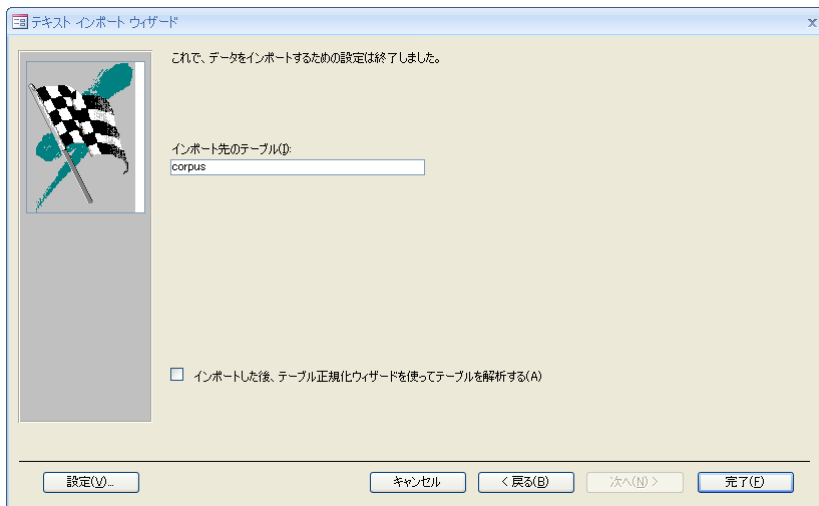 テキスト インポート ウィザード
x
これで、データをインポートするための設定は終了しました。
インポート先のテーブル(I):
corpus
インポートした後、テーブル正規化ウィザードを使ってテーブルを解析する(A)
設定(V)... キャンセル < 戻る(B) 次へ(N) > 完了(F)